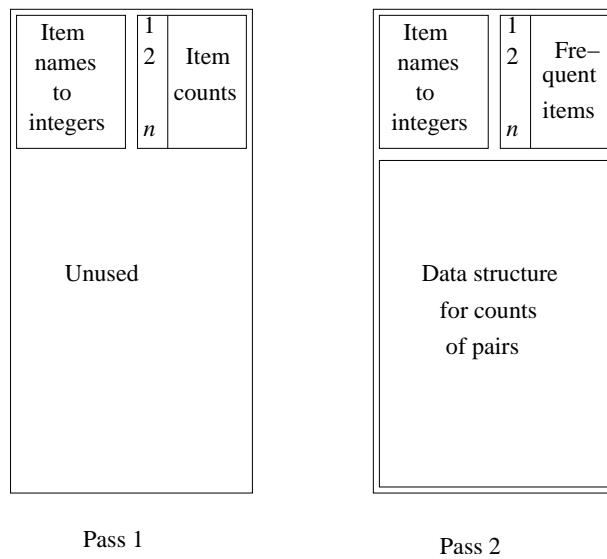 Item
names
to
integers
1
2
n
Item
counts
Unused
Pass 1
Item
names
to
integers
1
2
n
Fre–
quent
items
Data structure
for counts
of pairs
Pass 2